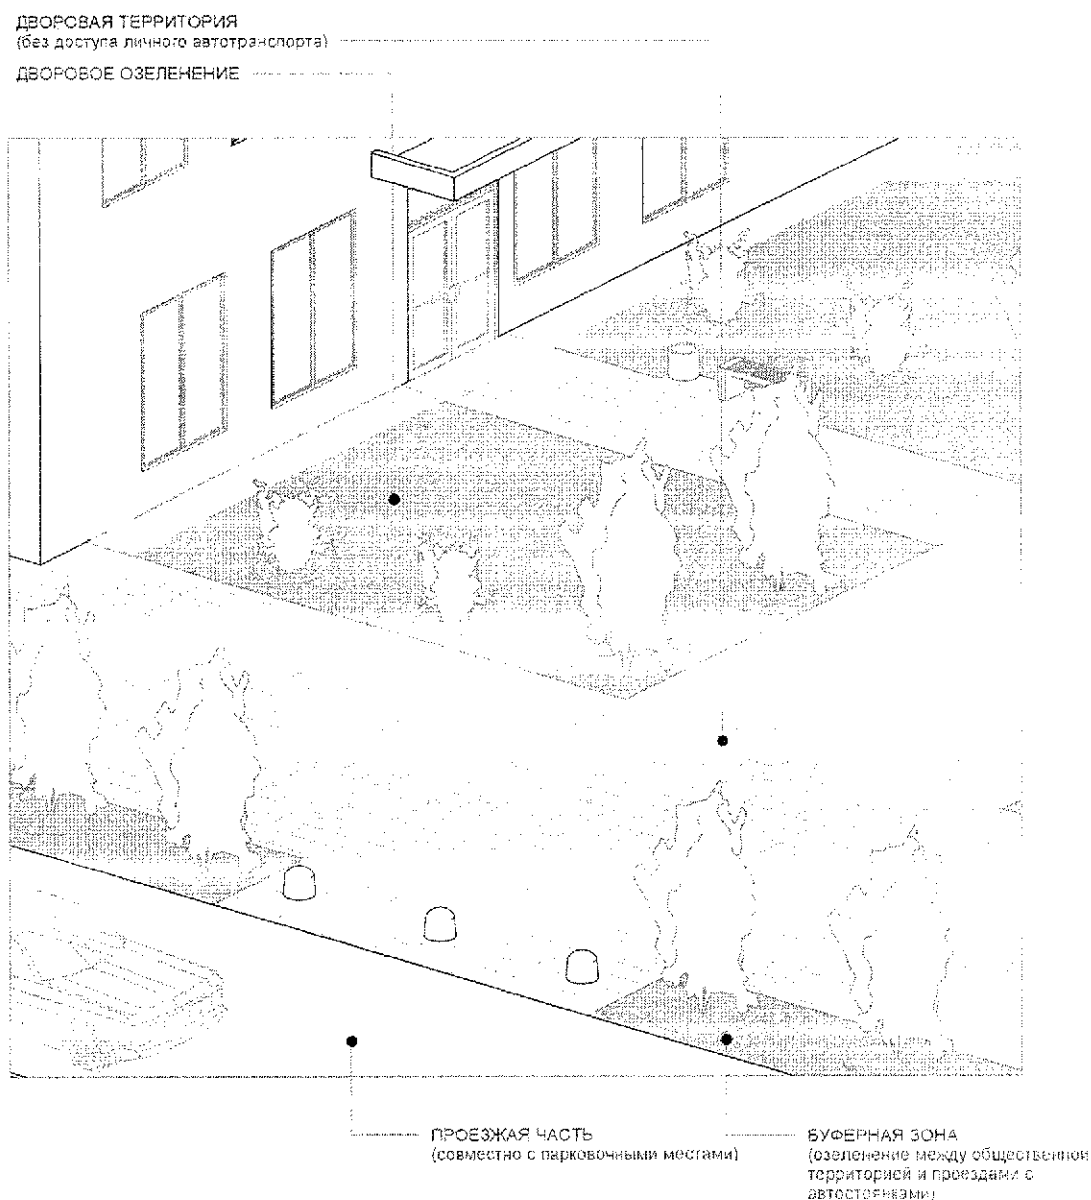 ДВОРОВАЯ ТЕРРИТОРИЯ
(без доступа личного автотранспорта)
ДВОРОВОЕ ОЗЕЛЕНЕНИЕ
ПРОЕЗЖАЯ ЧАСТЬ
(совместно с парковочными местами)
БУФЕРНАЯ ЗОНА
(озеленение между общественной
территорией и проездами с
автостоянками)